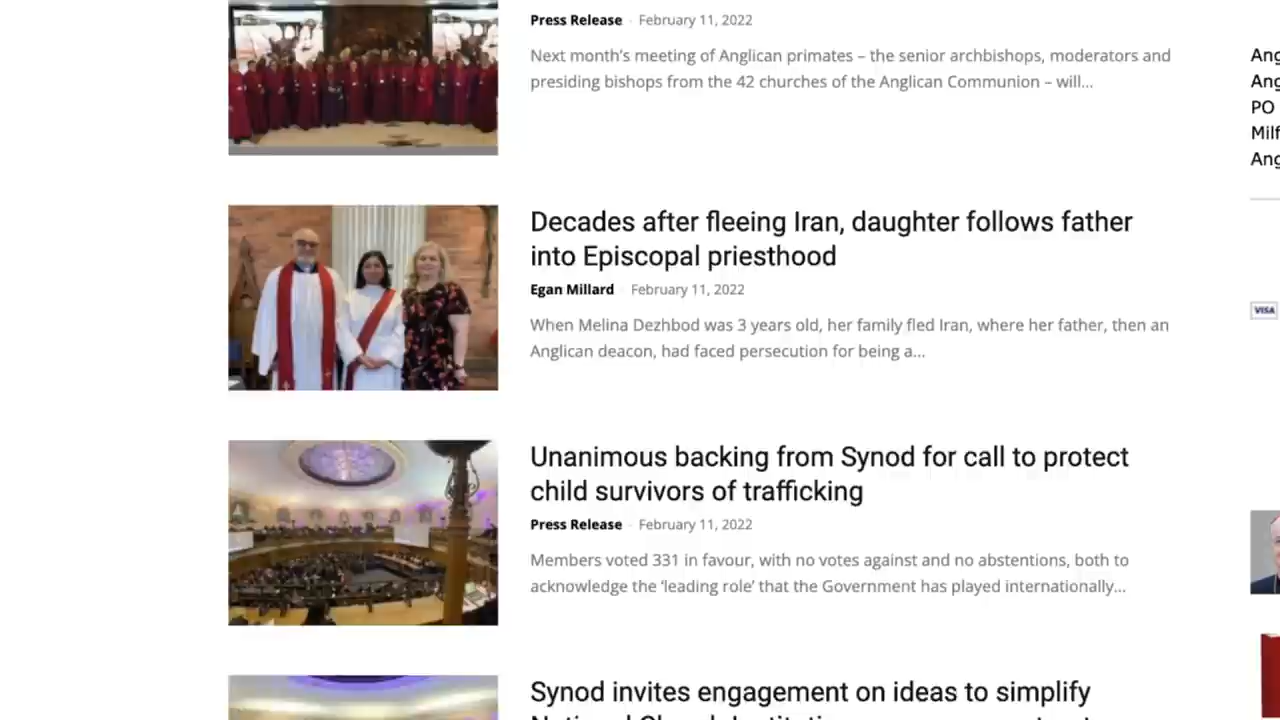 Press Release - February 11, 2022
Next month's meeting of Anglican primates – the senior archbishops, moderators and
presiding bishops from the 42 churches of the Anglican Communion – will...
Decades after fleeing Iran, daughter follows father
into Episcopal priesthood
Egan Millard - February 11, 2022
When Melina Dezhbod was 3 years old, her family fled Iran, where her father, then an
Anglican deacon, had faced persecution for being a...
Unanimous backing from Synod for call to protect
child survivors of trafficking
Press Release - February 11, 2022
Members voted 331 in favour, with no votes against and no abstentions, both to
acknowledge the ‘leading role’ that the Government has played internationally...
Synod invites engagement on ideas to simplify
Ang
Ang
PO
Milf
Ang
VISA